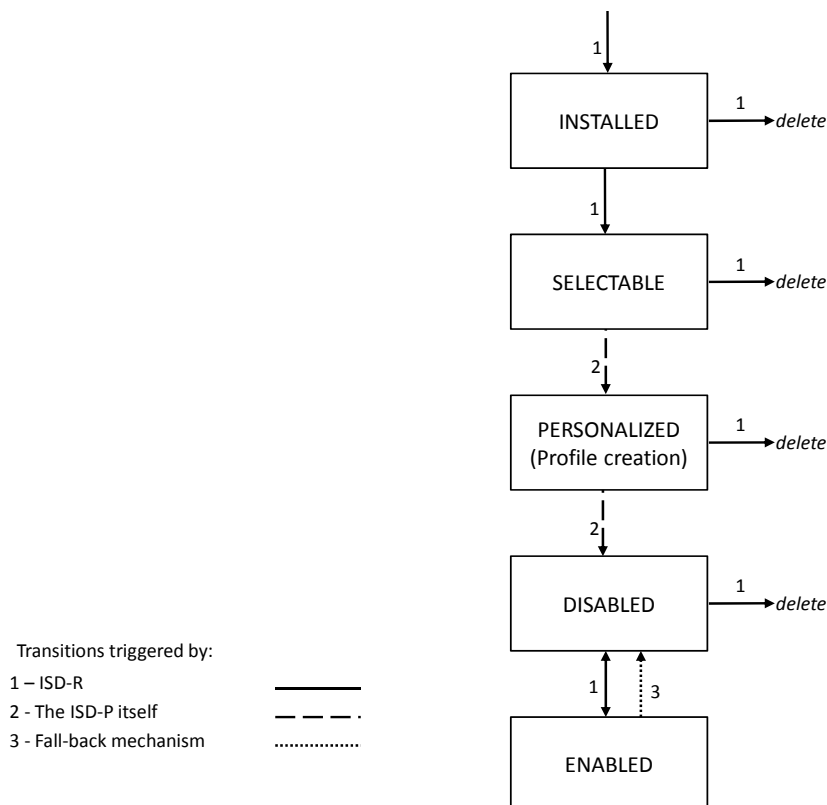 1
INSTALLED
1
delete
1
SELECTABLE
1
delete
2
PERSONALIZED
(Profile creation)
1
delete
2
DISABLED
1
delete
1
3
ENABLED
Transitions triggered by:
1 – ISD-R
2 - The ISD-P itself
3 - Fall-back mechanism